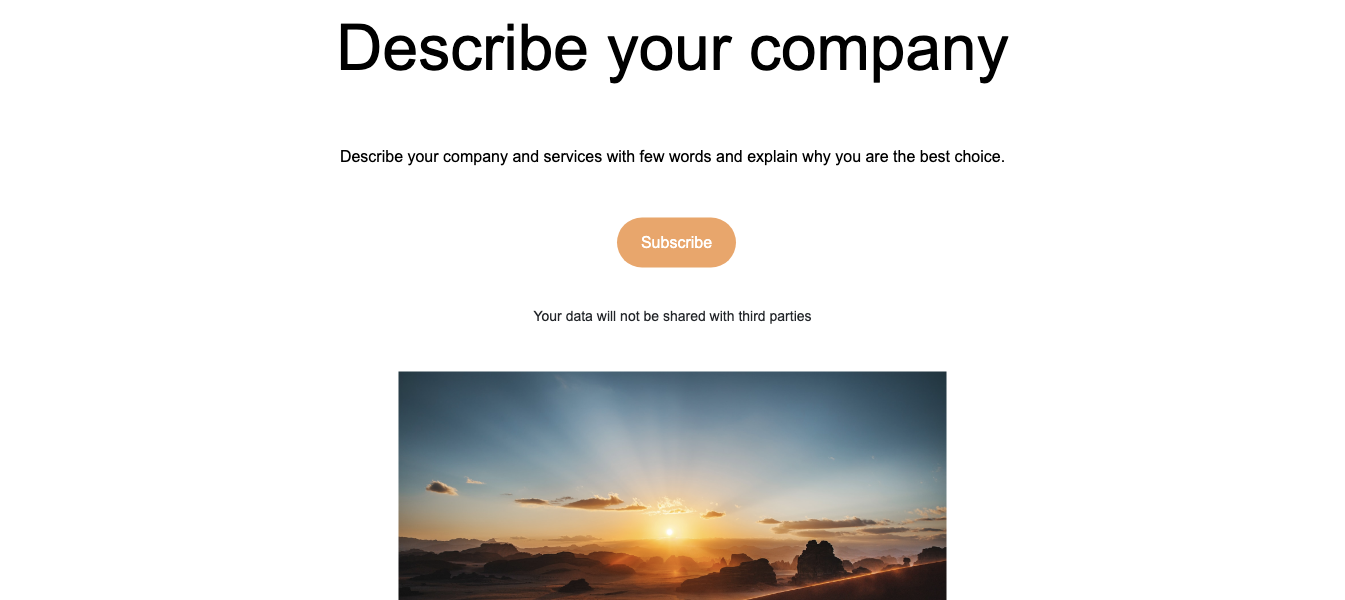 Describe your company
Describe your company and services with few words and explain why you are the best choice.
Subscribe
Your data will not be shared with third parties